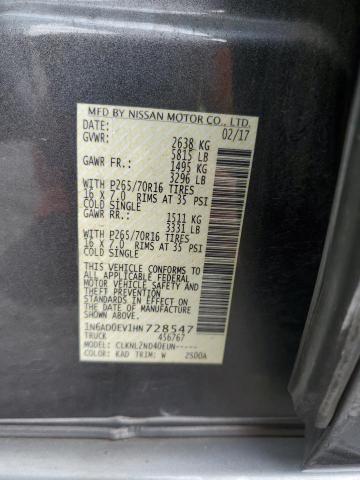 MFD BY NISSAN MOTOR CO., LTD.
DATE: 02/17
GVWR: 2638 KG
5815 LB
GAWR FR.: 1495 KG
3296 LB
WITH P265/70R16 TIRES
16 X 7.0 RIMS AT 35 PSI
COLD SINGLE
GAWR RR.: 1511 KG
3331 LB
WITH P265/70R16 TIRES
16 X 7.0 RIMS AT 35 PSI
COLD SINGLE
THIS VEHICLE CONFORMS TO
ALL APPLICABLE FEDERAL
MOTOR VEHICLE SAFETY
STANDARDS IN EFFECT ON
THE DATE OF MANUFACTURE
SHOWN ABOVE.
1N6AD0EV1HN728547
TRUCK 456767
MODEL: CLKNLZND40EUN-----
COLOR: KAD TRIM: W 2500A